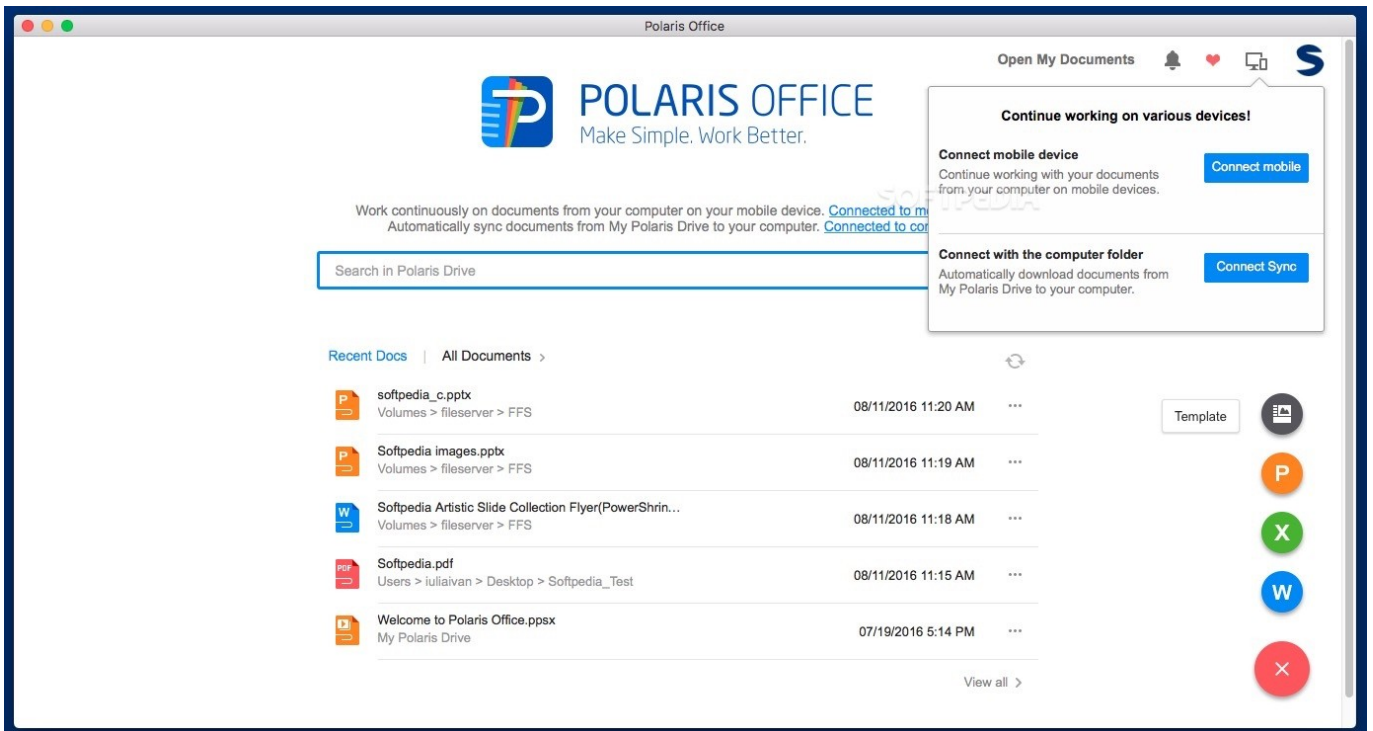 Polaris Office
Open My Documents
S
POLARIS OFFICE
Make Simple. Work Better.
Continue working on various devices!
Connect mobile device
Continue working with your documents
from your computer on mobile devices.
Connect mobile
SOFTPEDIA
Work continuously on documents from your computer on your mobile device. Connected to
Automatically sync documents from My Polaris Drive to your computer. Connected to
Connect with the computer folder
Automatically download documents from
My Polaris Drive to your computer.
Connect Sync
Search in Polaris Drive
Recent Docs | All Documents >
P
softpedia_c.pptx
Volumes > fileserver > FFS
08/11/2016 11:20 AM ...
Template
P
Softpedia images.pptx
Volumes > fileserver > FFS
08/11/2016 11:19 AM ...
P
W
Softpedia Artistic Slide Collection Flyer(PowerShrin...
Volumes > fileserver > FFS
08/11/2016 11:18 AM ...
X
PDF
Softpedia.pdf
Users > iuliaivan > Desktop > Softpedia_Test
08/11/2016 11:15 AM ...
W
Welcome to Polaris Office.ppsx
My Polaris Drive
07/19/2016 5:14 PM ...
View all >